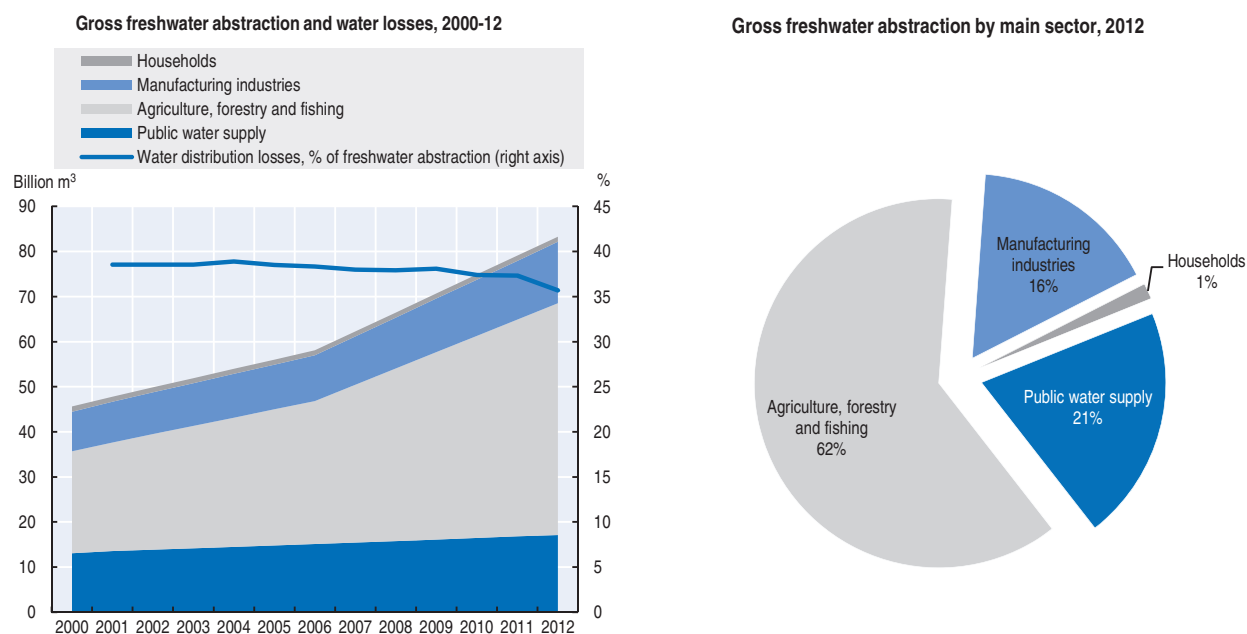 Gross freshwater abstraction and water losses, 2000-12
Households
Manufacturing industries
Agriculture, forestry and fishing
Public water supply
Water distribution losses, % of freshwater abstraction (right axis)
Billion m³
%
90
80
70
60
50
40
30
20
10
0
45
40
35
30
25
20
15
10
5
0
2000 2001 2002 2003 2004 2005 2006 2007 2008 2009 2010 2011 2012
Gross freshwater abstraction by main sector, 2012
Manufacturing
industries
16%
Households
1%
Public water supply
21%
Agriculture, forestry
and fishing
62%